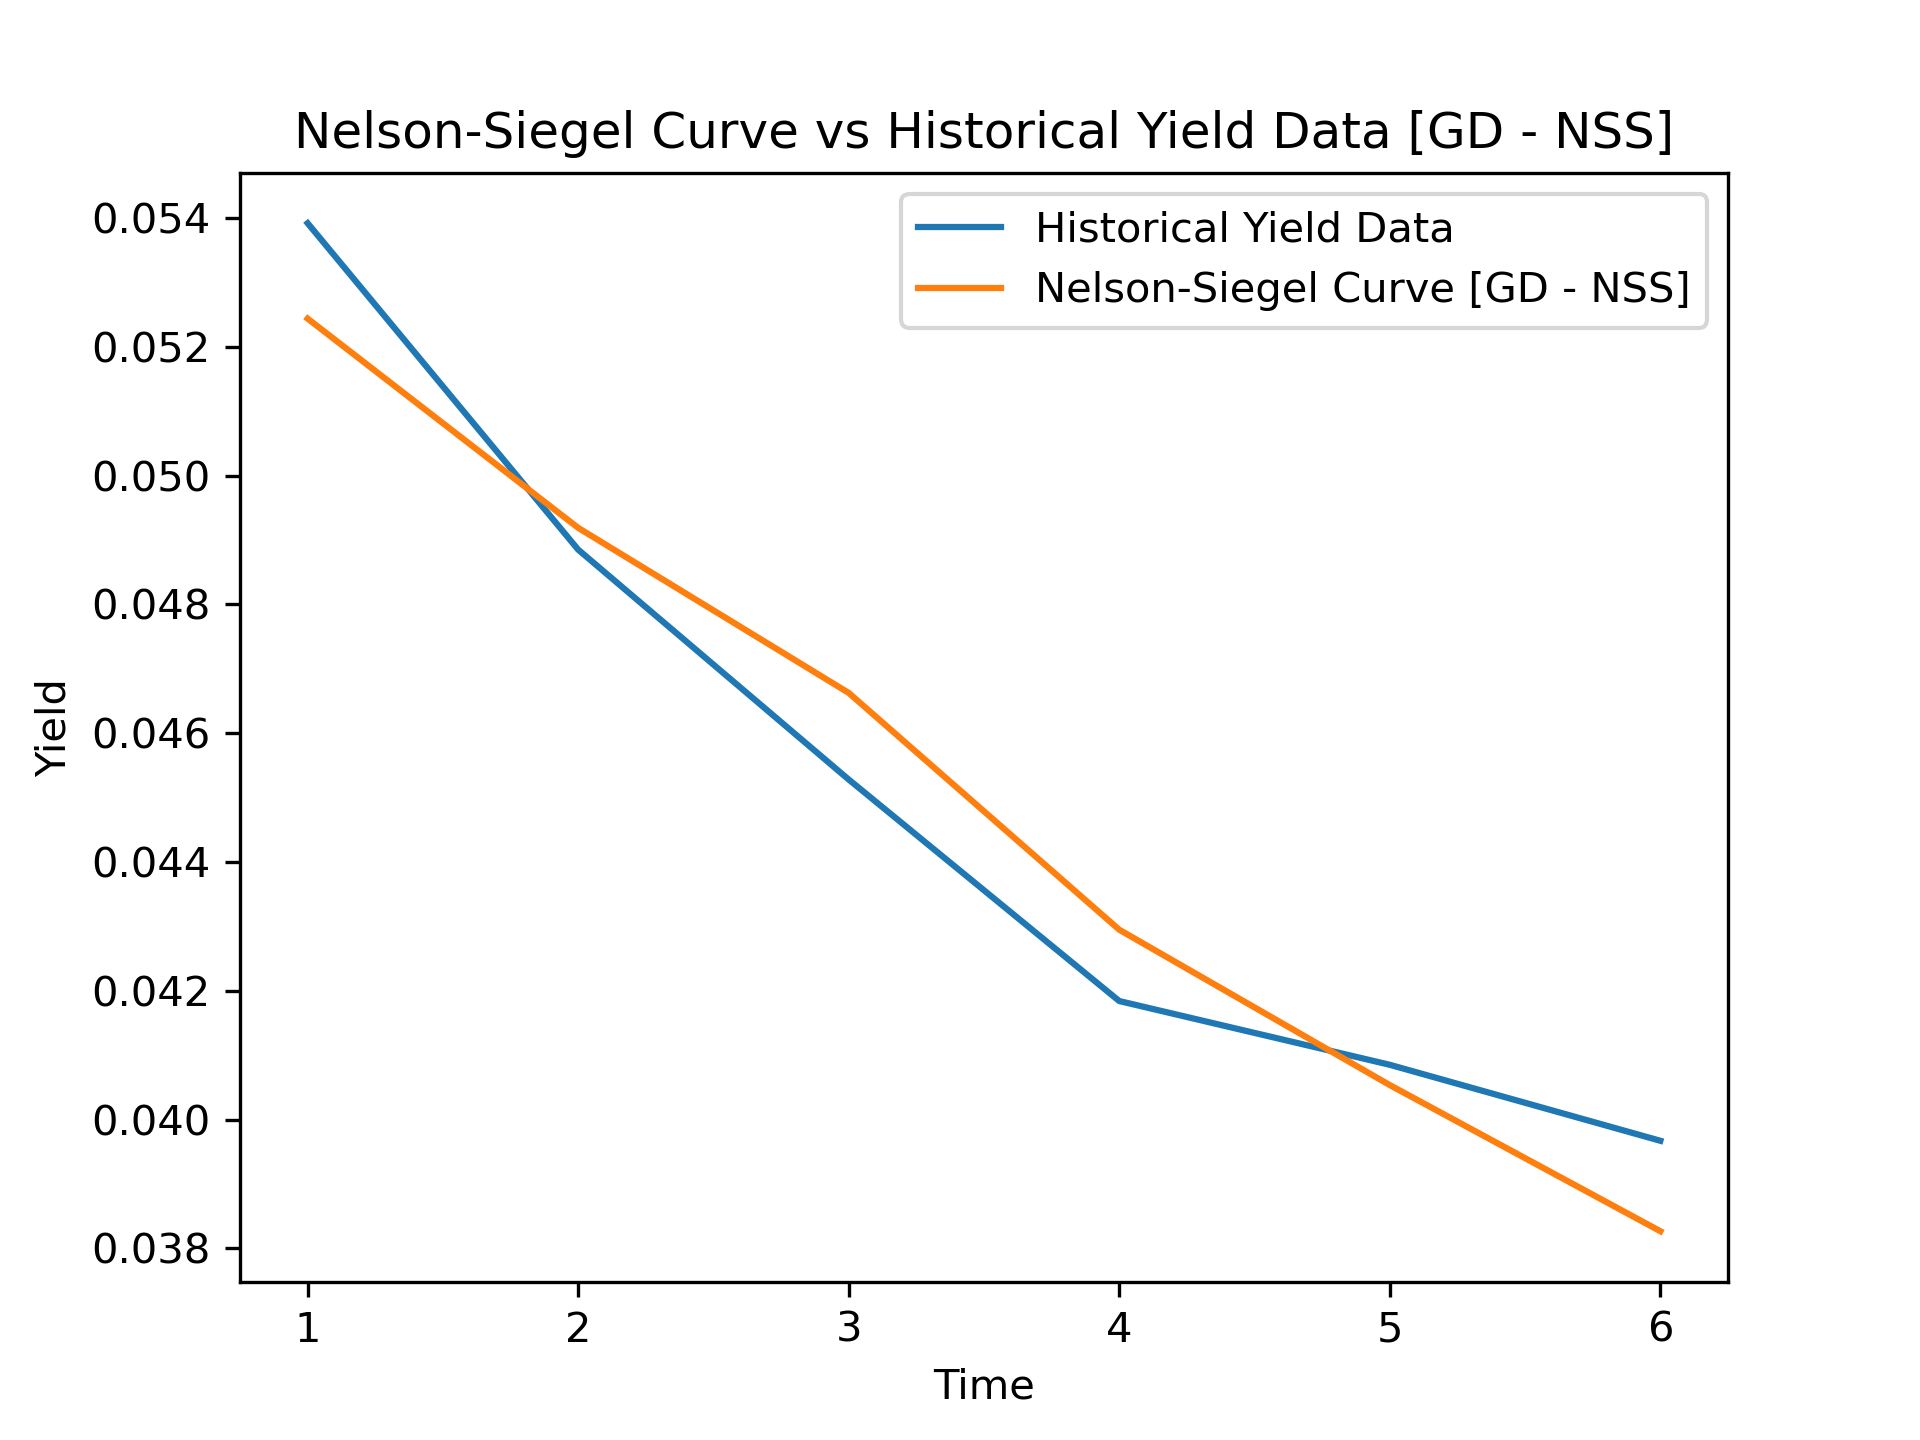 Nelson-Siegel Curve vs Historical Yield Data [GD - NSS]
Historical Yield Data
Nelson-Siegel Curve [GD - NSS]
0.054
0.052
0.050
0.048
0.046
0.044
0.042
0.040
0.038
Yield
1 2 3 4 5 6
Time